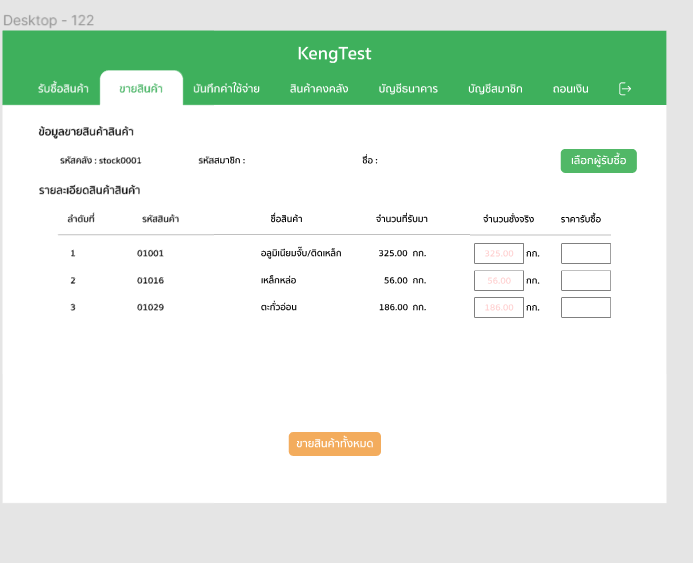 Desktop - 122
KengTest
รับซื้อสินค้า ขายสินค้า บันทึกค่าใช้จ่าย สินค้าคงคลัง บัญชีธนาคาร บัญชีสมาชิก ถอนเงิน
ข้อมูลขายสินค้าสินค้า
รหัสคลัง : stock0001 รหัสสมาชิก : ชื่อ : เลือกผู้รับซื้อ
รายละเอียดสินค้าสินค้า
ลำดับที่ รหัสสินค้า ชื่อสินค้า จำนวนที่รับมา จำนวนชั่งจริง ราคารับซื้อ
1 01001 อลูมิเนียมจั๊บ/ติดเหล็ก 325.00 กก. 325.00 กก.
2 01016 เหล็กหล่อ 56.00 กก. 56.00 กก.
3 01029 ตะกั่วอ่อน 186.00 กก. 186.00 กก.
ขายสินค้าทั้งหมด